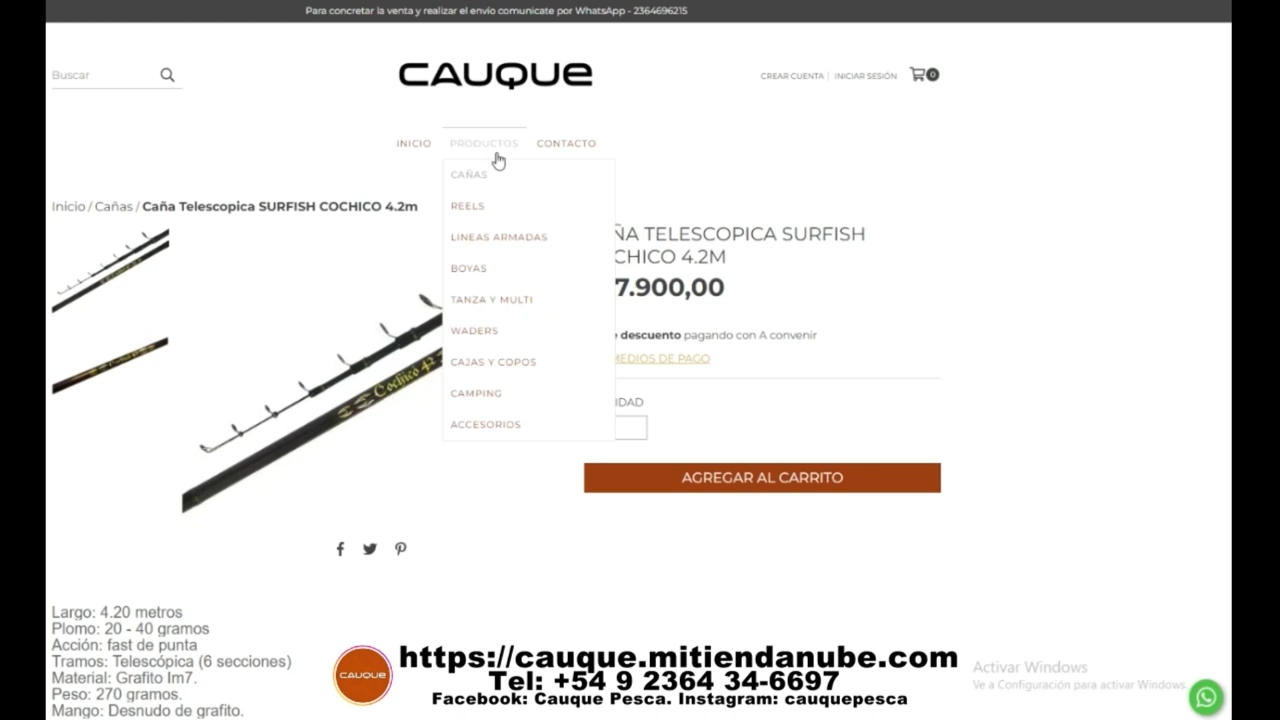 Para concretar la venta y realizar el envío comunicate por WhatsApp - 2364696215
Buscar
CAUQUE
CREAR CUENTA | INICIAR SESIÓN
0
INICIO PRODUCTOS CONTACTO
CAÑAS
REELS
LINEAS ARMADAS
BOYAS
TANZA Y MULTI
WADERS
CAJAS Y COPOS
CAMPING
ACCESORIOS
Inicio / Cañas / Caña Telescopica SURFISH COCHICO 4.2m
Cochico 4
ÑA TELESCOPICA SURFISH
CHICO 4.2M
7.900,00
descuento pagando con A convenir
MEDIOS DE PAGO
IDAD
AGREGAR AL CARRITO
Largo: 4.20 metros
Plomo: 20 - 40 gramos
Acción: fast de punta
Tramos: Telescópica (6 secciones)
Material: Grafito Im7.
Peso: 270 gramos.
Mango: Desnudo de grafito.
CAUQUE
https://cauque.mitiendanube.com
Tel: +54 9 2364 34-6697
Facebook: Cauque Pesca. Instagram: cauquepesca
Activar Windows
Ve a Configuración para activar Windows.